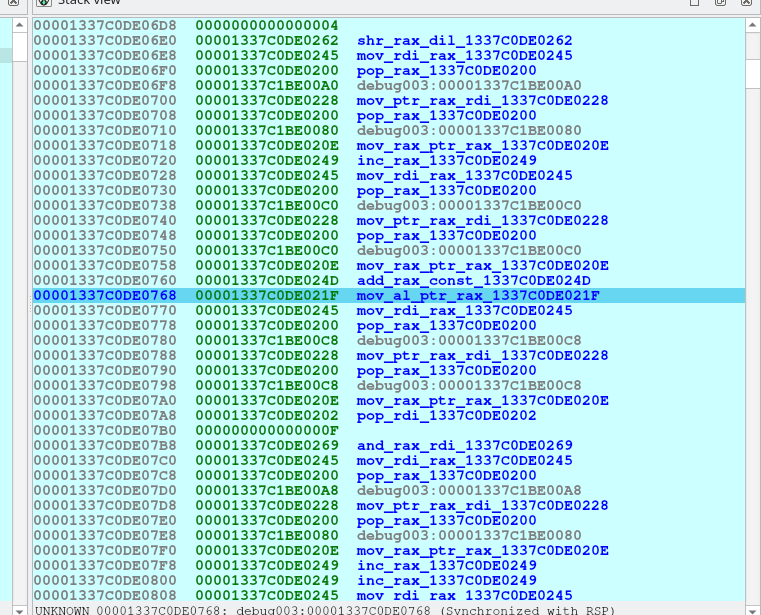 Stack view
00001337C0DE06D8 0000000000000004
00001337C0DE06E0 00001337C0DE0262 shr_rax_dil_1337C0DE0262
00001337C0DE06E8 00001337C0DE0245 mov_rdi_rax_1337C0DE0245
00001337C0DE06F0 00001337C0DE0200 pop_rax_1337C0DE0200
00001337C0DE06F8 00001337C1BE00A0 debug003:00001337C1BE00A0
00001337C0DE0700 00001337C0DE0228 mov_ptr_rax_rdi_1337C0DE0228
00001337C0DE0708 00001337C0DE0200 pop_rax_1337C0DE0200
00001337C0DE0710 00001337C1BE0080 debug003:00001337C1BE0080
00001337C0DE0718 00001337C0DE020E mov_rax_ptr_rax_1337C0DE020E
00001337C0DE0720 00001337C0DE0249 inc_rax_1337C0DE0249
00001337C0DE0728 00001337C0DE0245 mov_rdi_rax_1337C0DE0245
00001337C0DE0730 00001337C0DE0200 pop_rax_1337C0DE0200
00001337C0DE0738 00001337C1BE00C0 debug003:00001337C1BE00C0
00001337C0DE0740 00001337C0DE0228 mov_ptr_rax_rdi_1337C0DE0228
00001337C0DE0748 00001337C0DE0200 pop_rax_1337C0DE0200
00001337C0DE0750 00001337C1BE00C0 debug003:00001337C1BE00C0
00001337C0DE0758 00001337C0DE020E mov_rax_ptr_rax_1337C0DE020E
00001337C0DE0760 00001337C0DE024D add_rax_const_1337C0DE024D
00001337C0DE0768 00001337C0DE021F mov_al_ptr_rax_1337C0DE021F
00001337C0DE0770 00001337C0DE0245 mov_rdi_rax_1337C0DE0245
00001337C0DE0778 00001337C0DE0200 pop_rax_1337C0DE0200
00001337C0DE0780 00001337C1BE00C8 debug003:00001337C1BE00C8
00001337C0DE0788 00001337C0DE0228 mov_ptr_rax_rdi_1337C0DE0228
00001337C0DE0790 00001337C0DE0200 pop_rax_1337C0DE0200
00001337C0DE0798 00001337C1BE00C8 debug003:00001337C1BE00C8
00001337C0DE07A0 00001337C0DE020E mov_rax_ptr_rax_1337C0DE020E
00001337C0DE07A8 00001337C0DE0202 pop_rdi_1337C0DE0202
00001337C0DE07B0 000000000000000F
00001337C0DE07B8 00001337C0DE0269 and_rax_rdi_1337C0DE0269
00001337C0DE07C0 00001337C0DE0245 mov_rdi_rax_1337C0DE0245
00001337C0DE07C8 00001337C0DE0200 pop_rax_1337C0DE0200
00001337C0DE07D0 00001337C1BE00A8 debug003:00001337C1BE00A8
00001337C0DE07D8 00001337C0DE0228 mov_ptr_rax_rdi_1337C0DE0228
00001337C0DE07E0 00001337C0DE0200 pop_rax_1337C0DE0200
00001337C0DE07E8 00001337C1BE0080 debug003:00001337C1BE0080
00001337C0DE07F0 00001337C0DE020E mov_rax_ptr_rax_1337C0DE020E
00001337C0DE07F8 00001337C0DE0249 inc_rax_1337C0DE0249
00001337C0DE0800 00001337C0DE0249 inc_rax_1337C0DE0249
00001337C0DE0808 00001337C0DE0245 mov_rdi_rax_1337C0DE0245
UNKNOWN 00001337C0DE0768: debug003:00001337C0DE0768 (Synchronized with RSP)